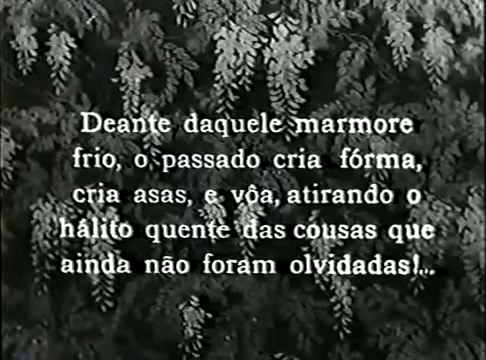 Deante daquele marmore
frio, o passado cria fórma,
cria asas, e vôa, atirando o
hálito quente das cousas que
ainda não foram olvidadas!...